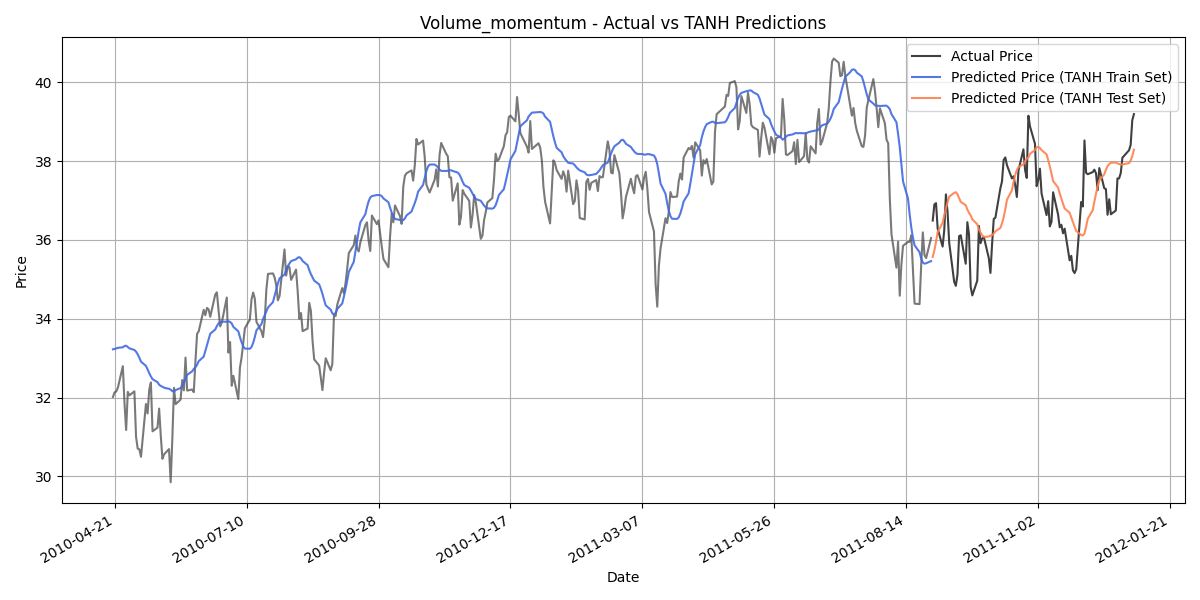 Volume_momentum - Actual vs TANH Predictions
Actual Price
Predicted Price (TANH Train Set)
Predicted Price (TANH Test Set)
Price
40
38
36
34
32
30
2010-04-21
2010-07-10
2010-09-28
2010-12-17
2011-03-07
2011-05-26
2011-08-14
2011-11-02
2012-01-21
Date